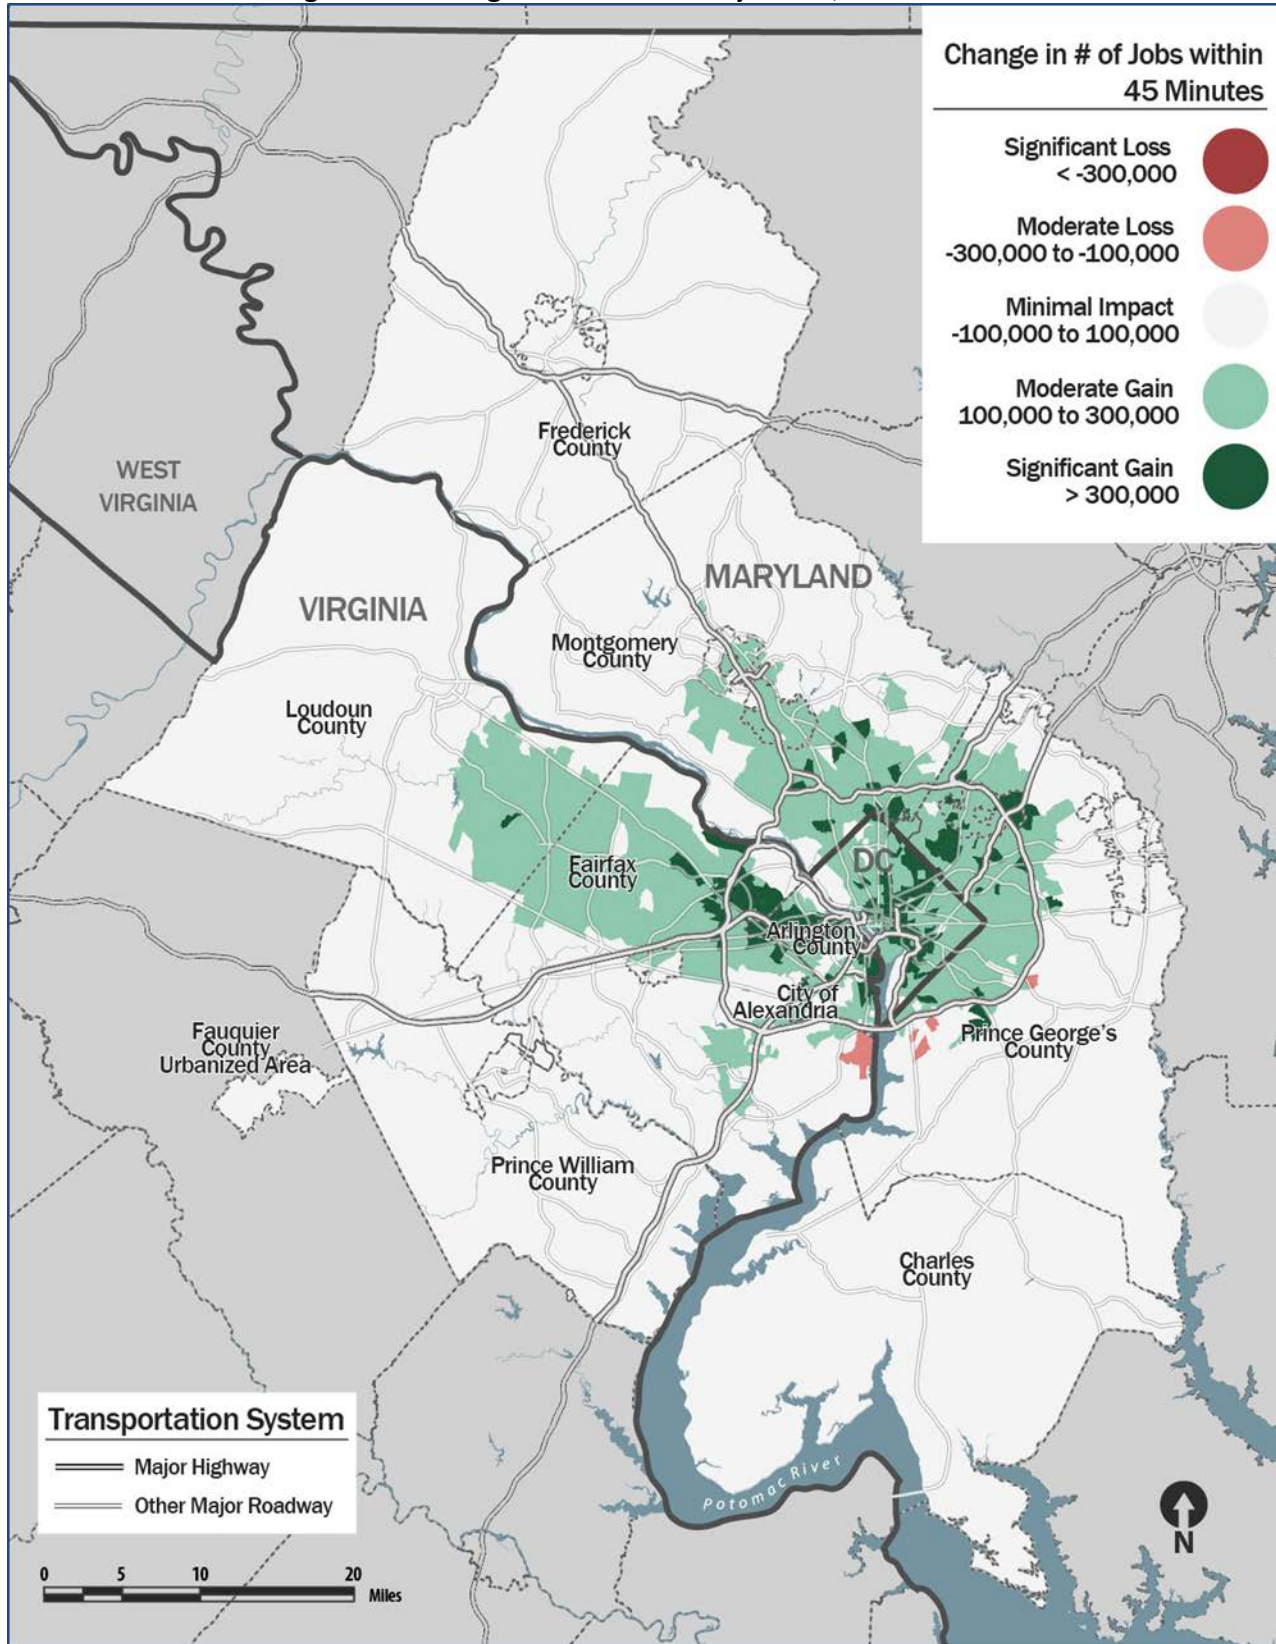 Change in # of Jobs within
45 Minutes
Significant Loss
< -300,000
Moderate Loss
-300,000 to -100,000
Minimal Impact
-100,000 to 100,000
Moderate Gain
100,000 to 300,000
Significant Gain
> 300,000
Frederick
County
WEST
VIRGINIA
MARYLAND
VIRGINIA
Montgomery
County
Loudoun
County
DC
Fairfax
County
Arlington
County
City of
Alexandria
Fauquier
County
Urbanized Area
Prince George's
County
Prince William
County
Charles
County
Transportation System
Major Highway
Other Major Roadway
Potomac River
N
0 5 10 20
Miles